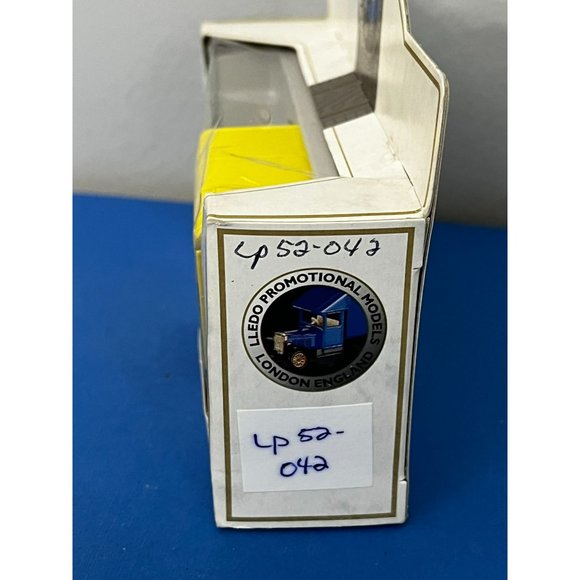 LP 52-042
LLEDO PROMOTIONAL MODELS
LONDON ENGLAND
LP 52-
042